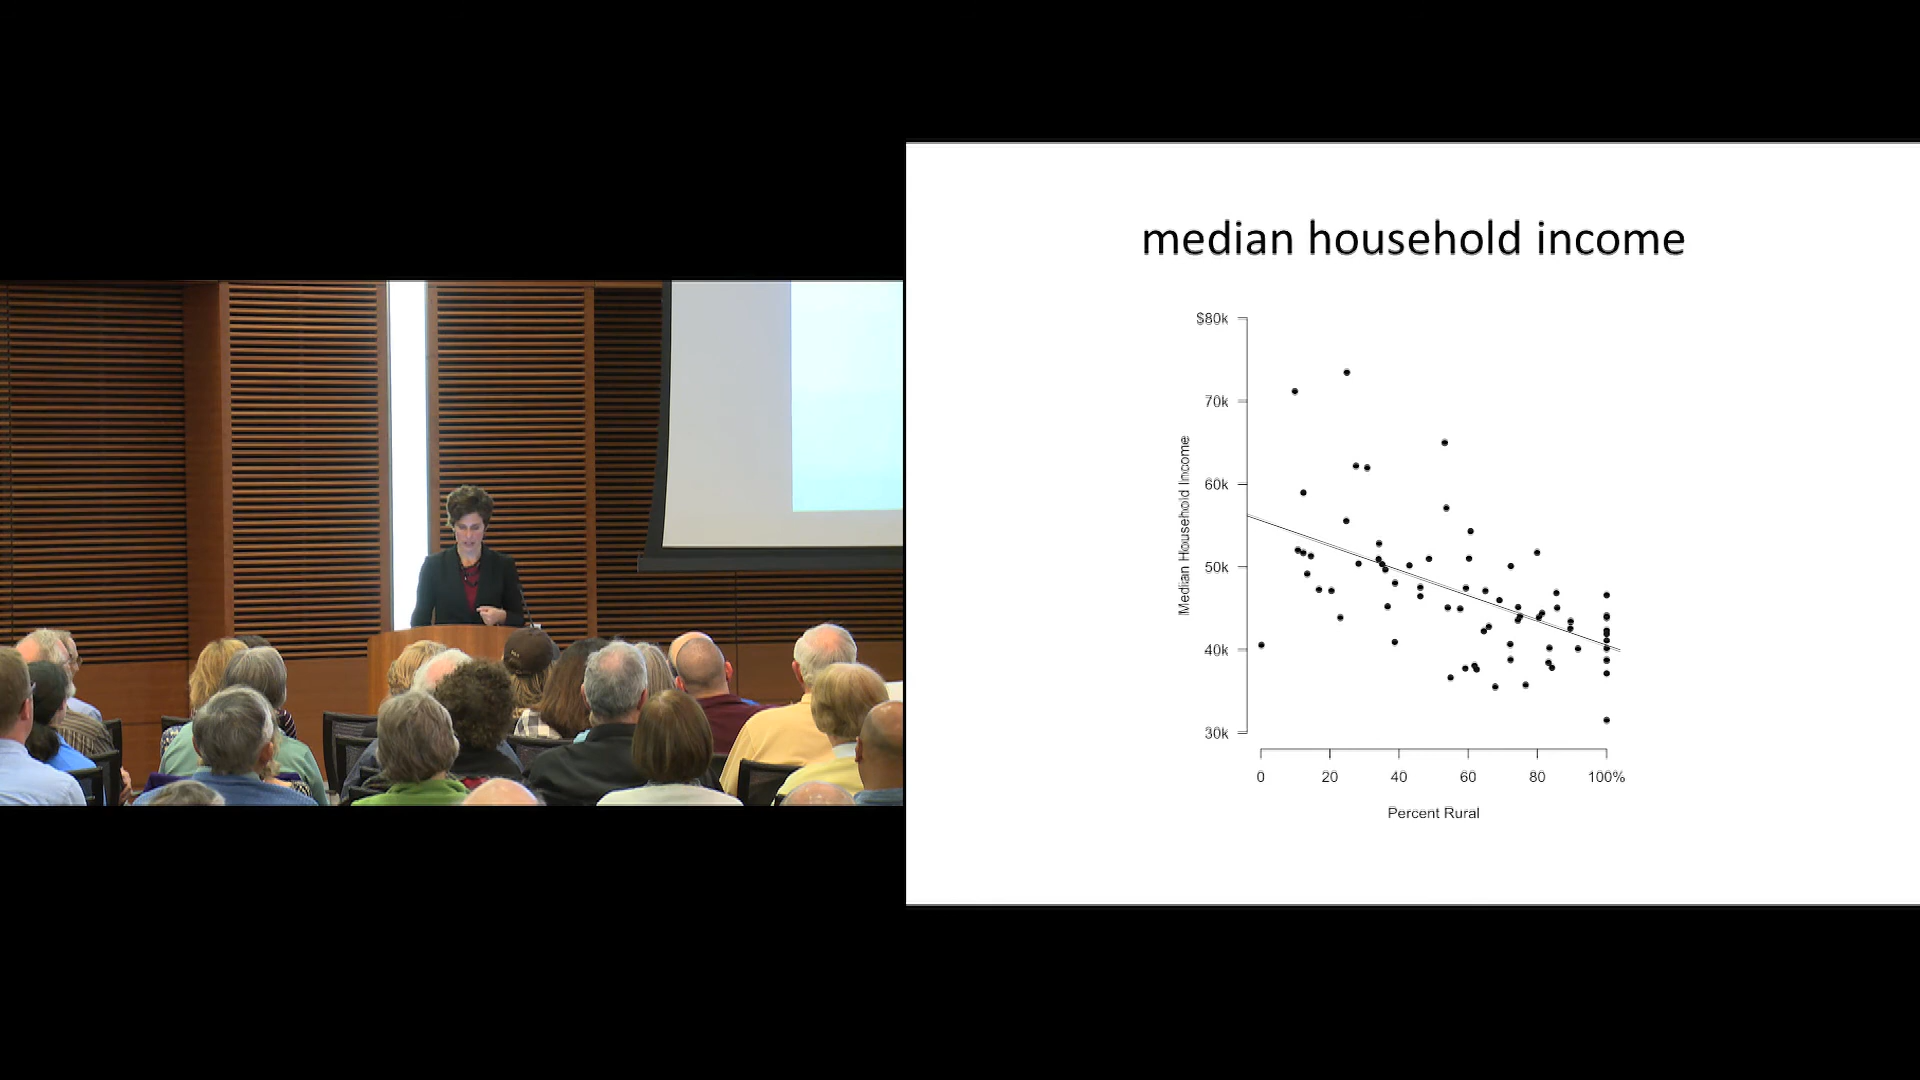 median household income
$80k
70k
60k
50k
40k
30k
Median Household Income
0 20 40 60 80 100%
Percent Rural